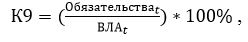 К9 = (Обязательства_t / ВЛА_t) * 100% ,